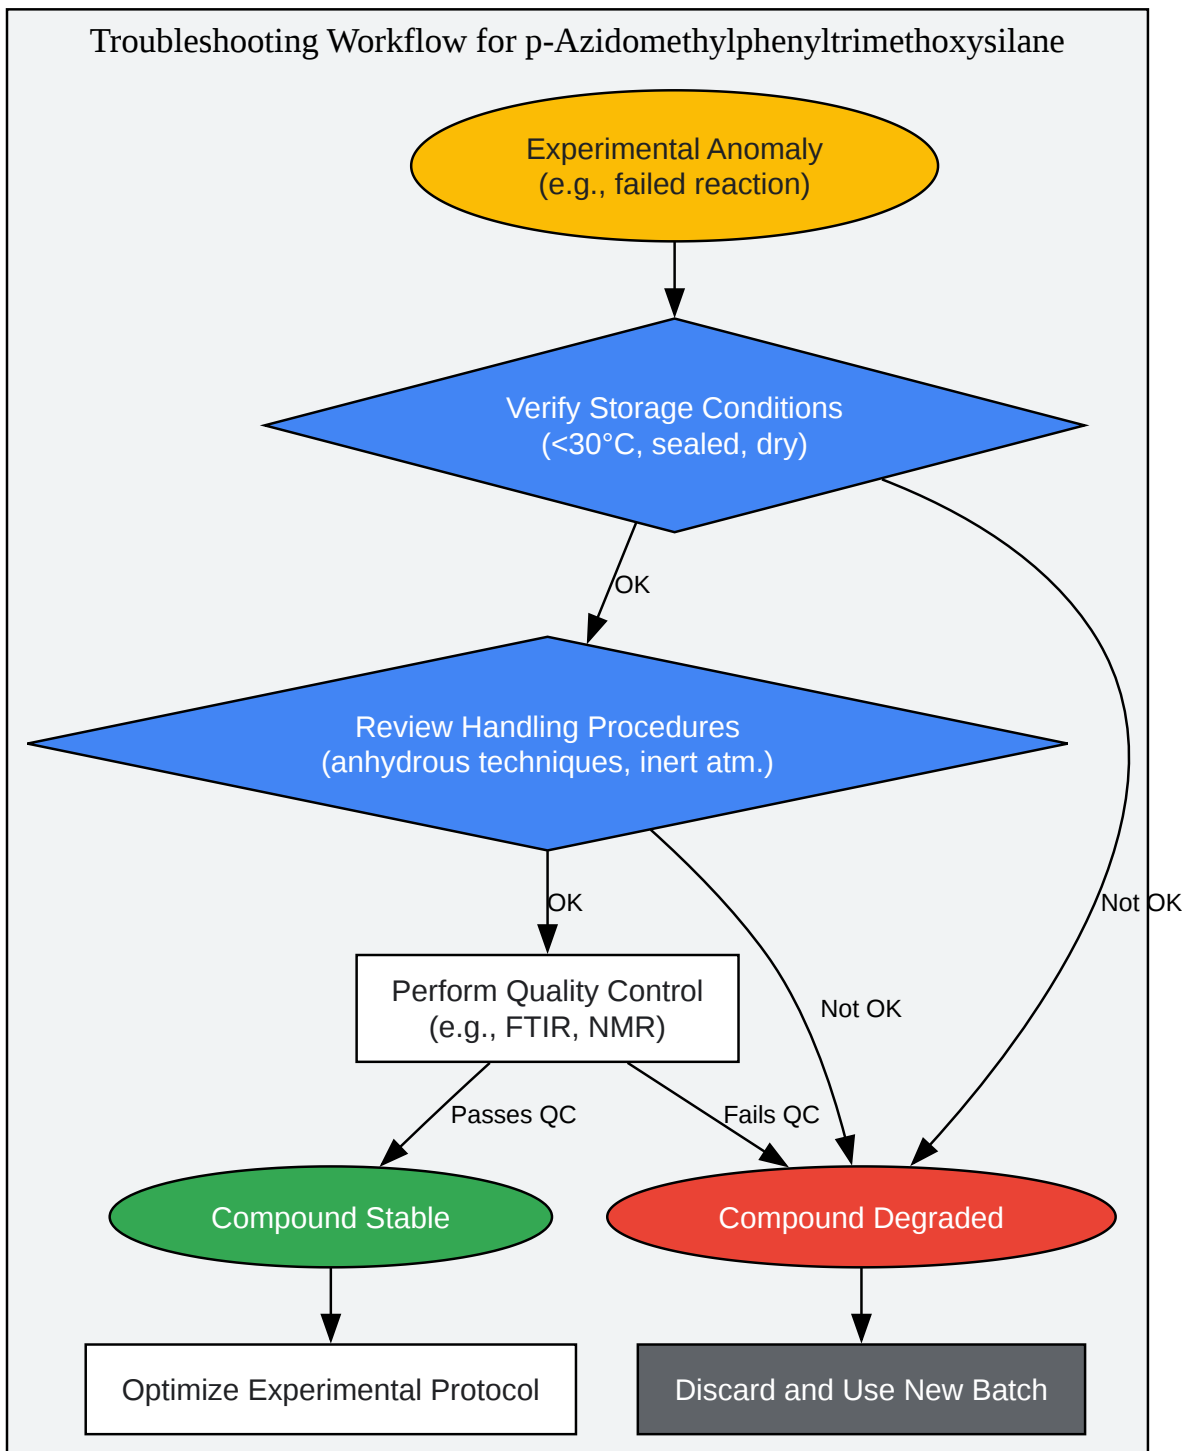 Troubleshooting Workflow for p-Azidomethylphenyltrimethoxysilane
Experimental Anomaly
(e.g., failed reaction)
Verify Storage Conditions
(<30°C, sealed, dry)
OK
Review Handling Procedures
(anhydrous techniques, inert atm.)
OK
Not OK
Perform Quality Control
(e.g., FTIR, NMR)
Not OK
Passes QC
Fails QC
Compound Stable
Compound Degraded
Optimize Experimental Protocol
Discard and Use New Batch